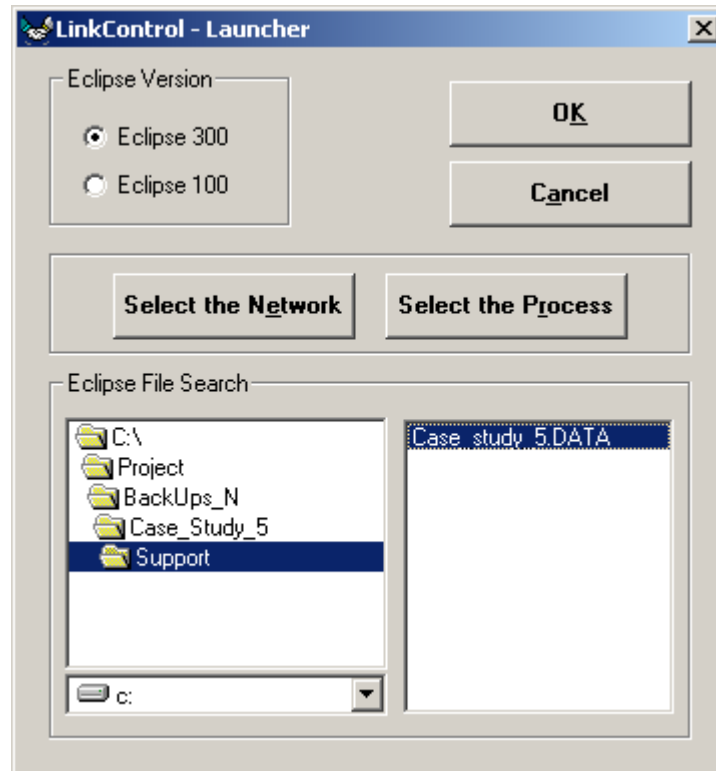 LinkControl - Launcher
Eclipse Version
Eclipse 300
Eclipse 100
OK
Cancel
Select the Network
Select the Process
Eclipse File Search
C:\
Project
BackUps_N
Case_Study_5
Support
c:
Case_study_5.DATA